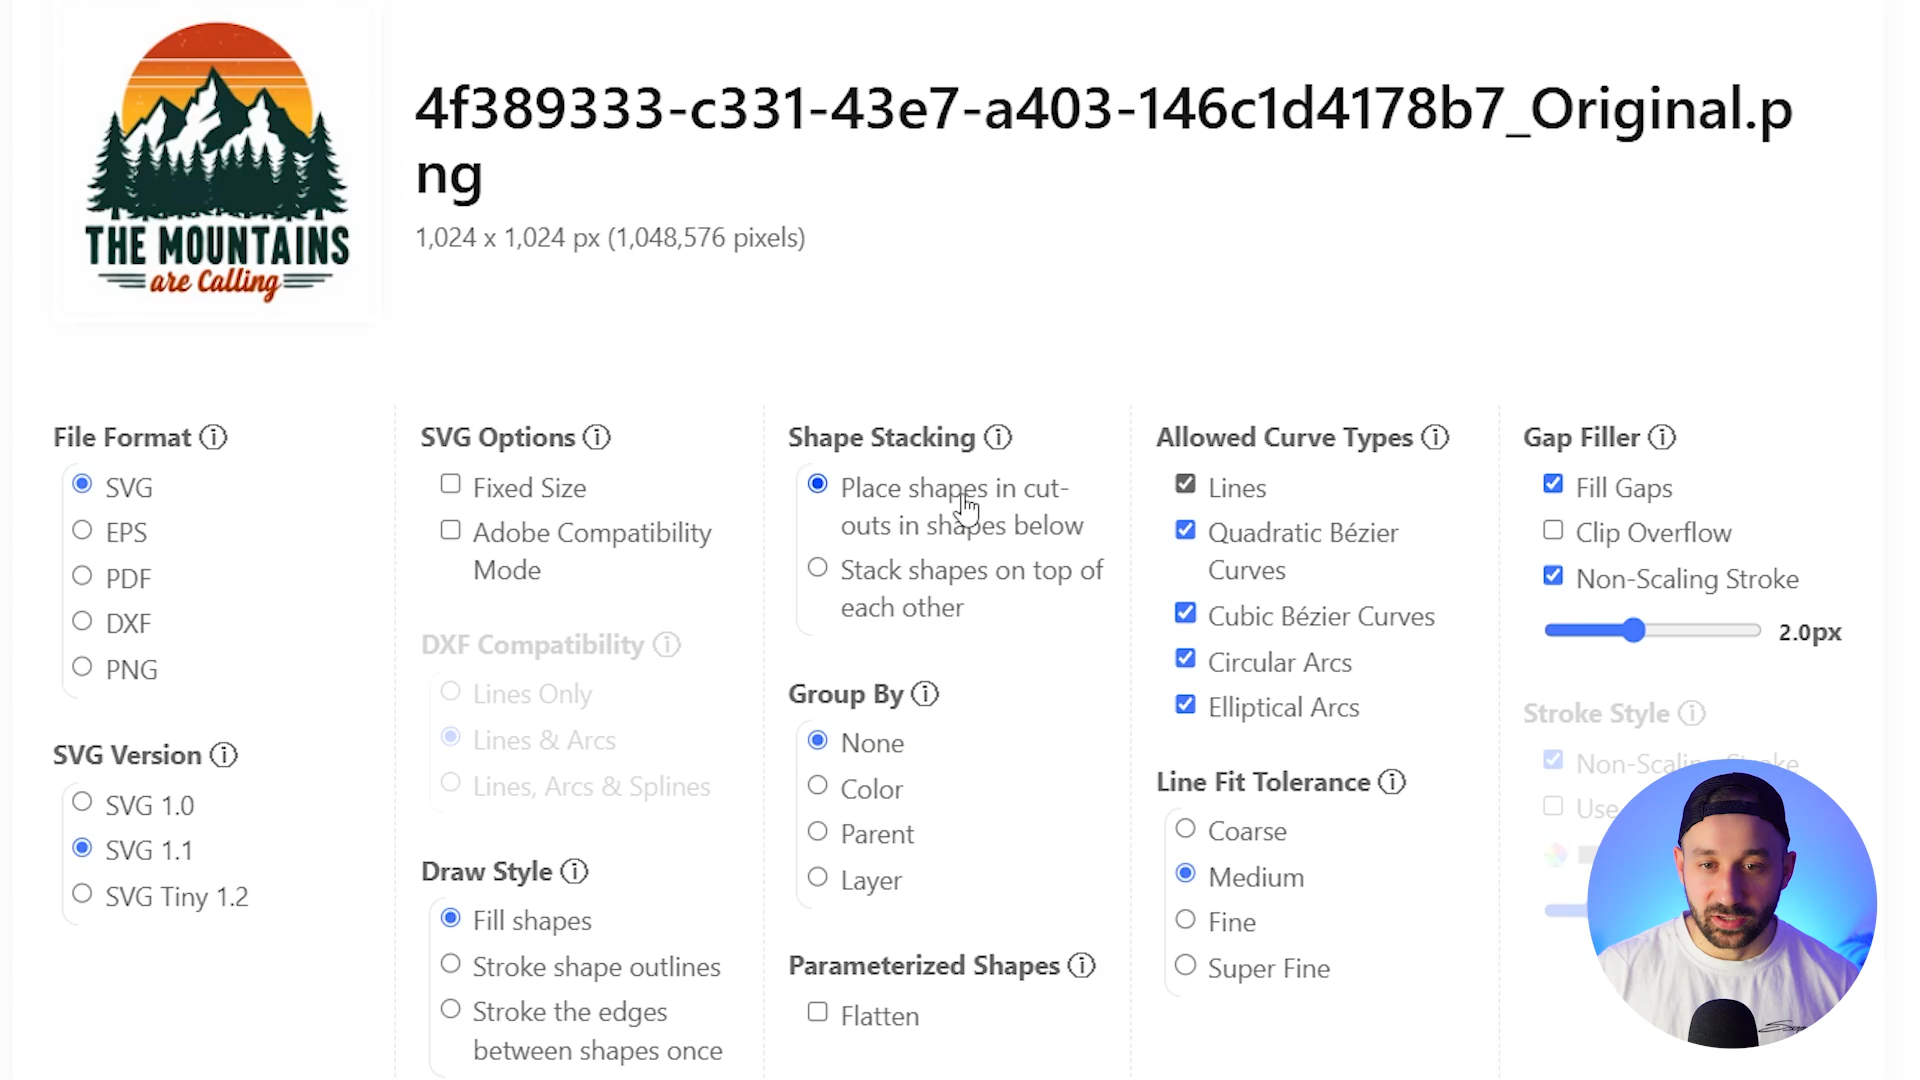 THE MOUNTAINS
are Calling
4f389333-c331-43e7-a403-146c1d4178b7_Original.p
ng
1,024 x 1,024 px (1,048,576 pixels)
File Format
SVG
EPS
PDF
DXF
PNG
SVG Version
SVG 1.0
SVG 1.1
SVG Tiny 1.2
SVG Options
Fixed Size
Adobe Compatibility
Mode
DXF Compatibility
Lines Only
Lines & Arcs
Lines, Arcs & Splines
Draw Style
Fill shapes
Stroke shape outlines
Stroke the edges
between shapes once
Shape Stacking
Place shapes in cut-
outs in shapes below
Stack shapes on top of
each other
Group By
None
Color
Parent
Layer
Parameterized Shapes
Flatten
Allowed Curve Types
Lines
Quadratic Bézier
Curves
Cubic Bézier Curves
Circular Arcs
Elliptical Arcs
Line Fit Tolerance
Coarse
Medium
Fine
Super Fine
Gap Filler
Fill Gaps
Clip Overflow
Non-Scaling Stroke
2.0px
Stroke Style
Non-Scaling Stroke
Use